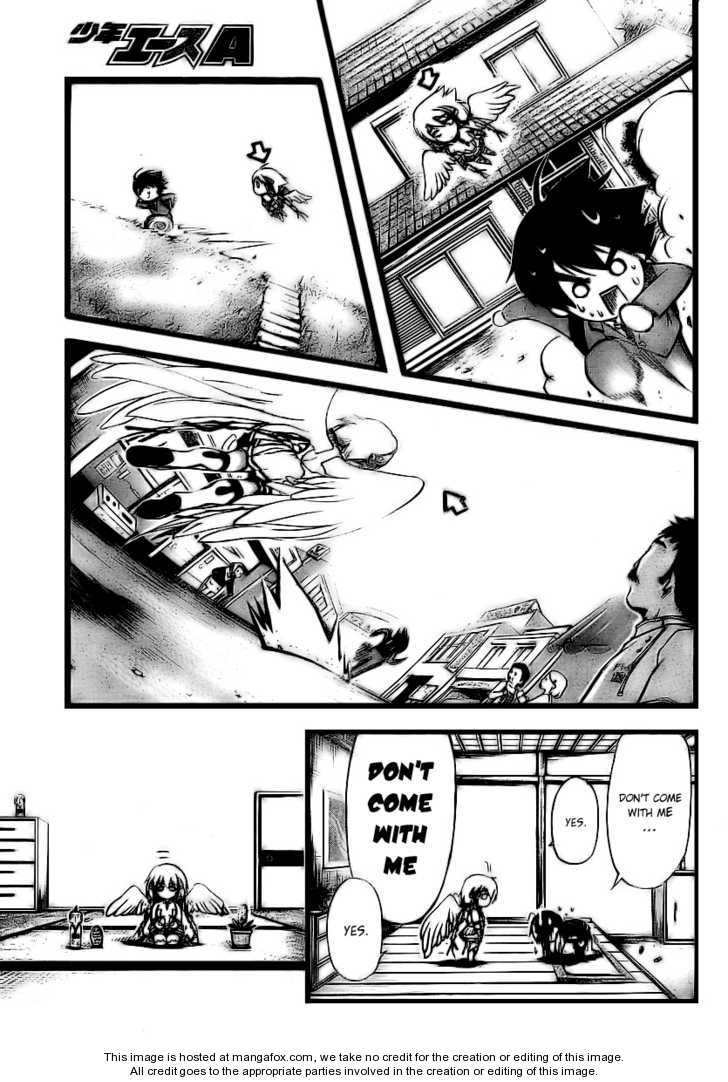 少年エースA
DON'T COME
WITH ME
...
YES.
DON'T
COME
WITH
ME
YES.
This image is hosted at mangafox.com, we take no credit for the creation or editing of this image.
All credit goes to the appropriate parties involved in the creation or editing of this image.